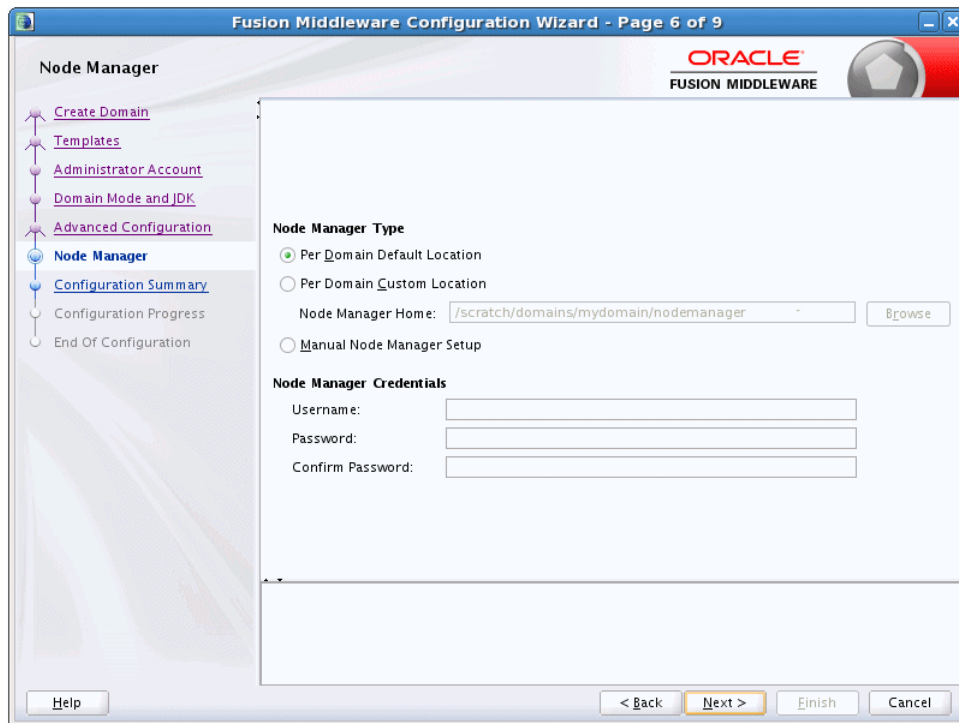 Fusion Middleware Configuration Wizard - Page 6 of 9
Node Manager
ORACLE
FUSION MIDDLEWARE
Create Domain
Templates
Administrator Account
Domain Mode and JDK
Advanced Configuration
Node Manager
Configuration Summary
Configuration Progress
End Of Configuration
Node Manager Type
Per Domain Default Location
Per Domain Custom Location
Node Manager Home: /scratch/domains/mydomain/nodemanager Browse
Manual Node Manager Setup
Node Manager Credentials
Username:
Password:
Confirm Password:
Help < Back Next > Finish Cancel